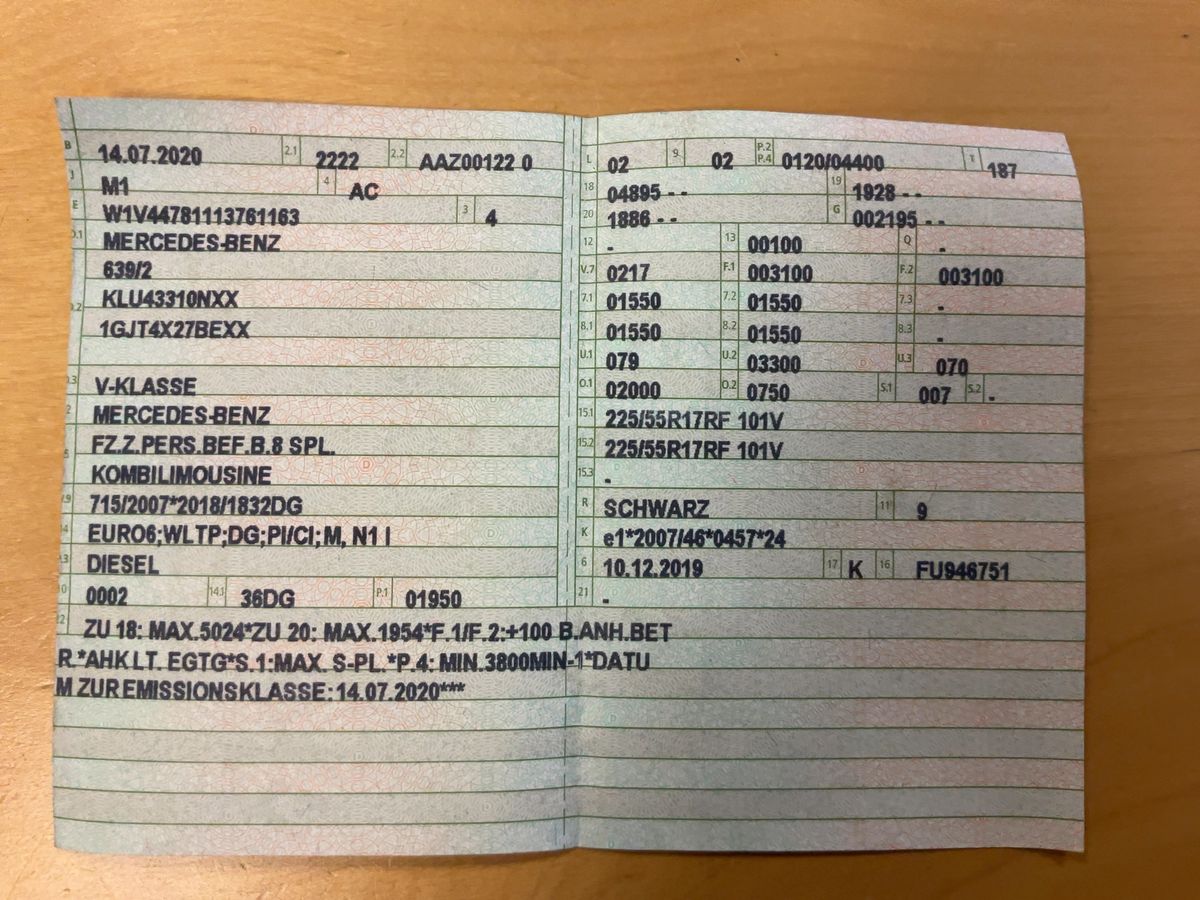 B 14.07.2020 2.1 2222 2.2 AAZ00122 0
J M1 4 AC
E W1V44781113761163 3 4
D.1 MERCEDES-BENZ
639/2
D.2 KLU43310NXX
1GJT4X27BEXX
D.3 V-KLASSE
2 MERCEDES-BENZ
FZ.Z.PERS.BEF.B.8 SPL.
5 KOMBILIMOUSINE
V.9 715/2007*2018/1832DG
14 EURO6;WLTP;DG;PI/CI; M, N1 I
P.3 DIESEL
10 0002 14.1 36DG P.1 01950
L 02 9 02 P.2 P.4 0120/04400 T 187
18 04895 - - 19 1928 - -
20 1886 - - G 002195 - -
12 - 13 00100 Q -
V.7 0217 F.1 003100 F.2 003100
7.1 01550 7.2 01550 7.3 -
8.1 01550 8.2 01550 8.3 -
U.1 079 U.2 03300 U.3 070
O.1 02000 O.2 0750 S.1 007 S.2 -
15.1 225/55R17RF 101V
15.2 225/55R17RF 101V
15.3 -
R SCHWARZ 11 9
K e1*2007/46*0457*24
6 10.12.2019 17 K 16 FU946751
21 -
22 ZU 18: MAX.5024*ZU 20: MAX.1954*F.1/F.2:+100 B.ANH.BET
R.*AHK LT. EGTG*S.1:MAX. S-PL.*P.4: MIN.3800MIN-1*DATU
M ZUR EMISSIONSKLASSE: 14.07.2020***